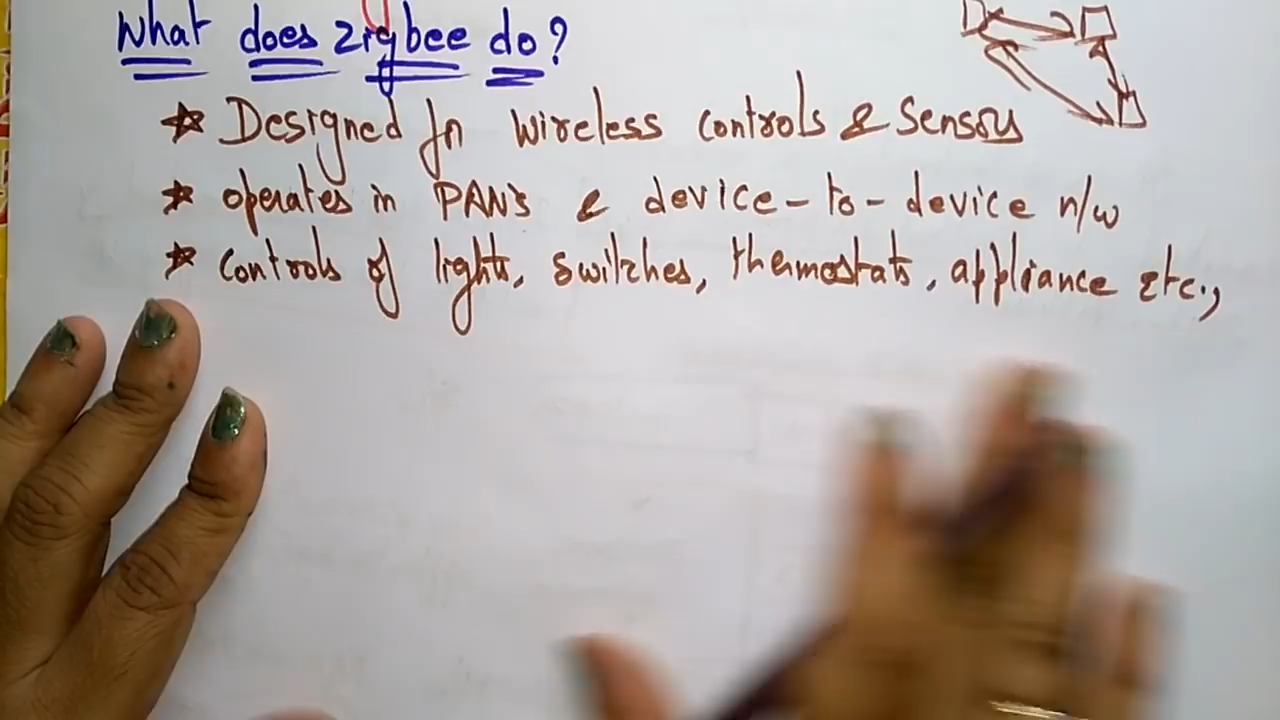 What does zigbee do?
☆ Designed for wireless controls & Sensors
☆ operates in PAN's & device-to-device n/w
☆ Controls of lights, switches, thermostats, appliance etc.,